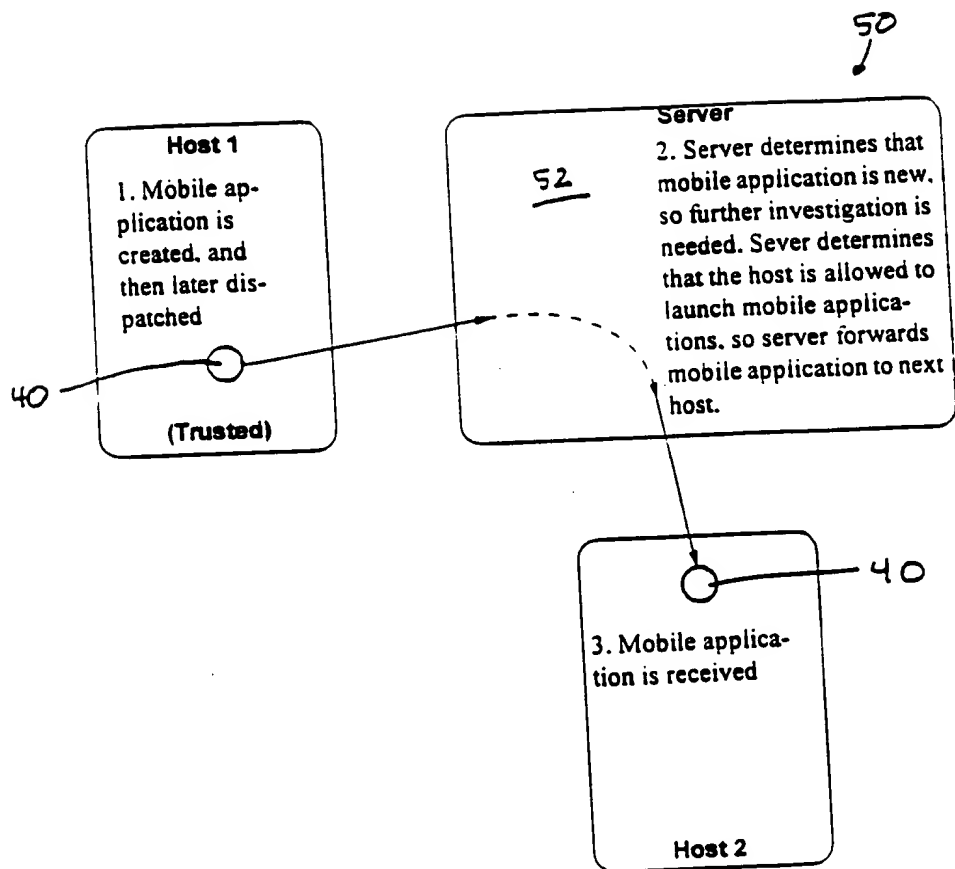 50
Host 1
1. Mobile ap-
plication is
created, and
then later dis-
patched
40
(Trusted)
Server
52
2. Server determines that
mobile application is new,
so further investigation is
needed. Sever determines
that the host is allowed to
launch mobile applica-
tions, so server forwards
mobile application to next
host.
40
3. Mobile applica-
tion is received
Host 2